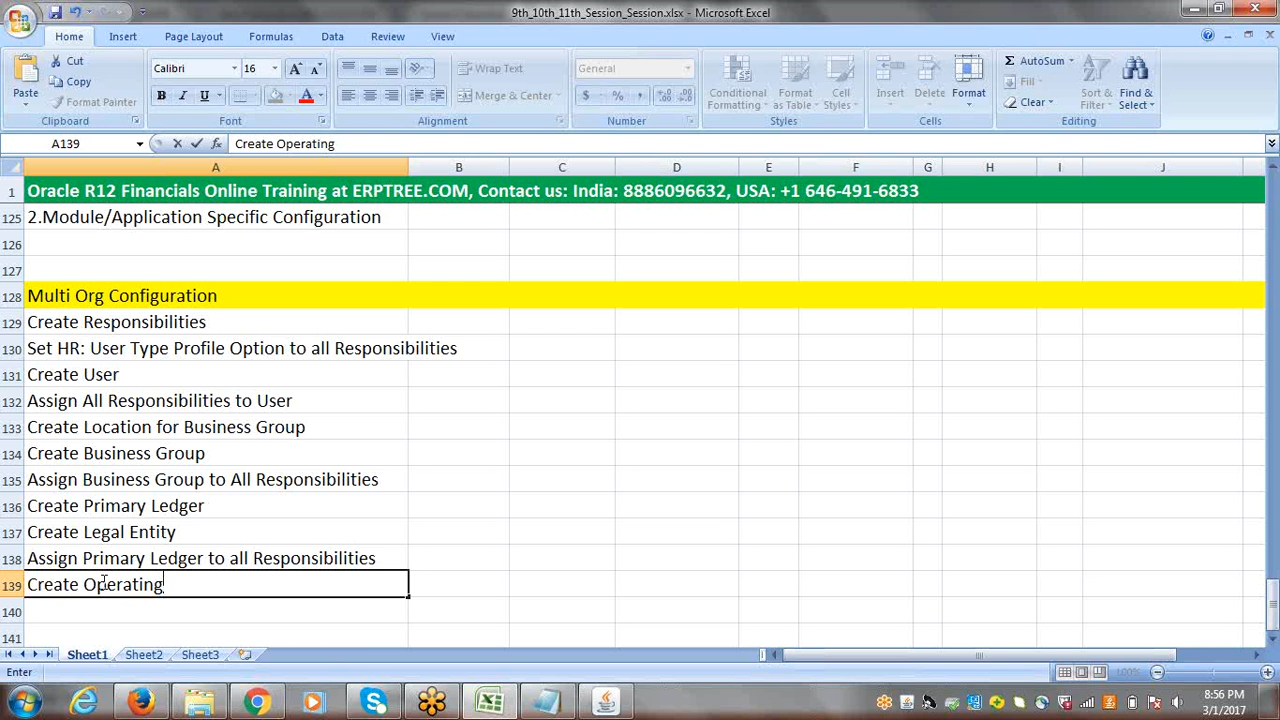 9th_10th_11th_Session_Session.xlsx - Microsoft Excel
Home Insert Page Layout Formulas Data Review View
Paste
Cut
Copy
Format Painter
Clipboard
Calibri 16
B I U
Font
Wrap Text
Merge & Center
Alignment
General
$ % ,
Number
Conditional Formatting
Format as Table
Cell Styles
Styles
Insert
Delete
Format
Cells
Σ AutoSum
Fill
Clear
Sort & Filter
Find & Select
Editing
A139 fx Create Operating
A B C D E F G H I J
1 Oracle R12 Financials Online Training at ERPTREE.COM, Contact us: India: 8886096632, USA: +1 646-491-6833
125 2.Module/Application Specific Configuration
126
127
128 Multi Org Configuration
129 Create Responsibilities
130 Set HR: User Type Profile Option to all Responsibilities
131 Create User
132 Assign All Responsibilities to User
133 Create Location for Business Group
134 Create Business Group
135 Assign Business Group to All Responsibilities
136 Create Primary Ledger
137 Create Legal Entity
138 Assign Primary Ledger to all Responsibilities
139 Create Operating
140
141
Sheet1 Sheet2 Sheet3
Enter 100%
8:56 PM
3/1/2017